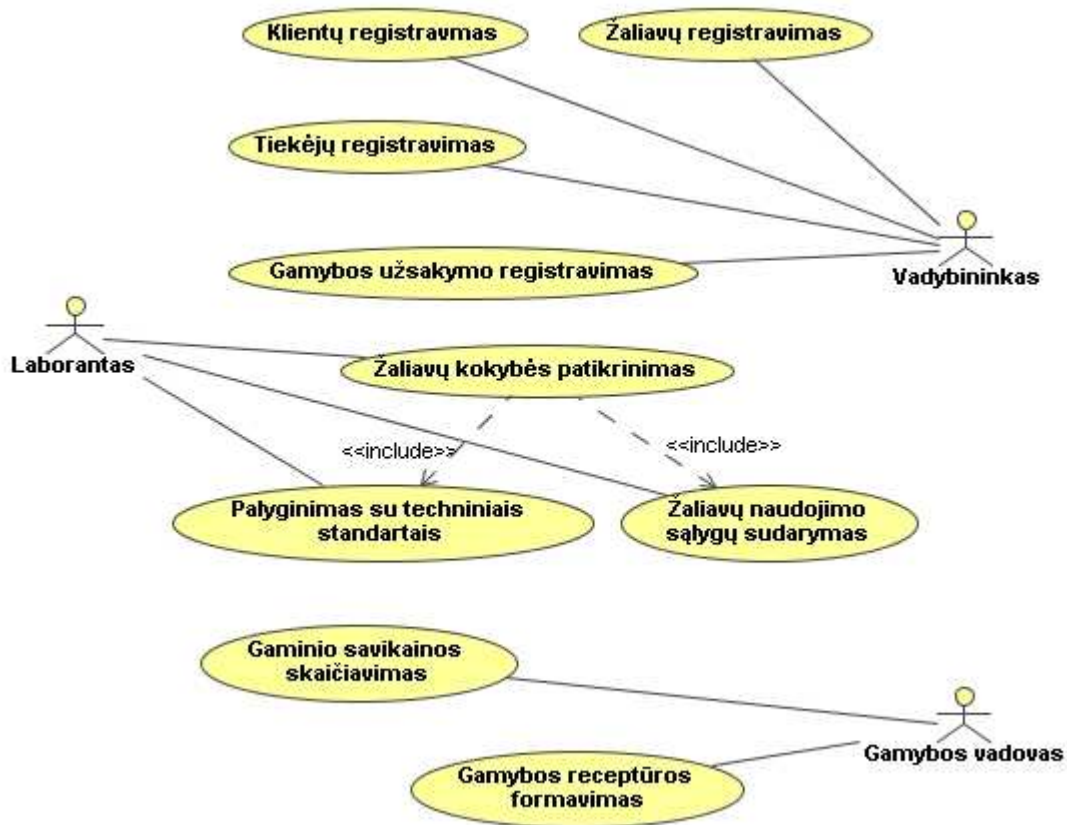 Klientų registravmas
Žaliavų registravimas
Tiekėjų registravimas
Gamybos užsakymo registravimas
Vadybininkas
Laborantas
Žaliavų kokybės patikrinimas
<<include>>
<<include>>
Palyginimas su techniniais
standartais
Žaliavų naudojimo
sąlygų sudarymas
Gaminio savikainos
skaičiavimas
Gamybos vadovas
Gamybos receptūros
formavimas